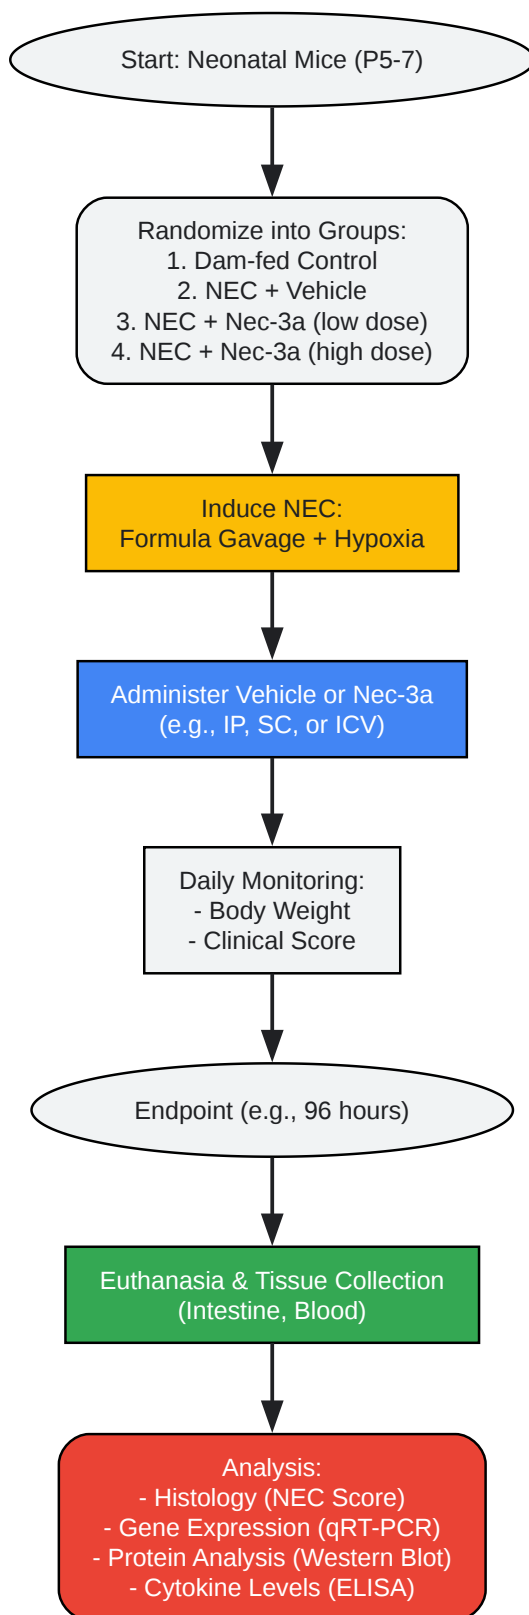 Start: Neonatal Mice (P5-7)
Randomize into Groups:
1. Dam-fed Control
2. NEC + Vehicle
3. NEC + Nec-3a (low dose)
4. NEC + Nec-3a (high dose)
Induce NEC:
Formula Gavage + Hypoxia
Administer Vehicle or Nec-3a
(e.g., IP, SC, or ICV)
Daily Monitoring:
- Body Weight
- Clinical Score
Endpoint (e.g., 96 hours)
Euthanasia & Tissue Collection
(Intestine, Blood)
Analysis:
- Histology (NEC Score)
- Gene Expression (qRT-PCR)
- Protein Analysis (Western Blot)
- Cytokine Levels (ELISA)